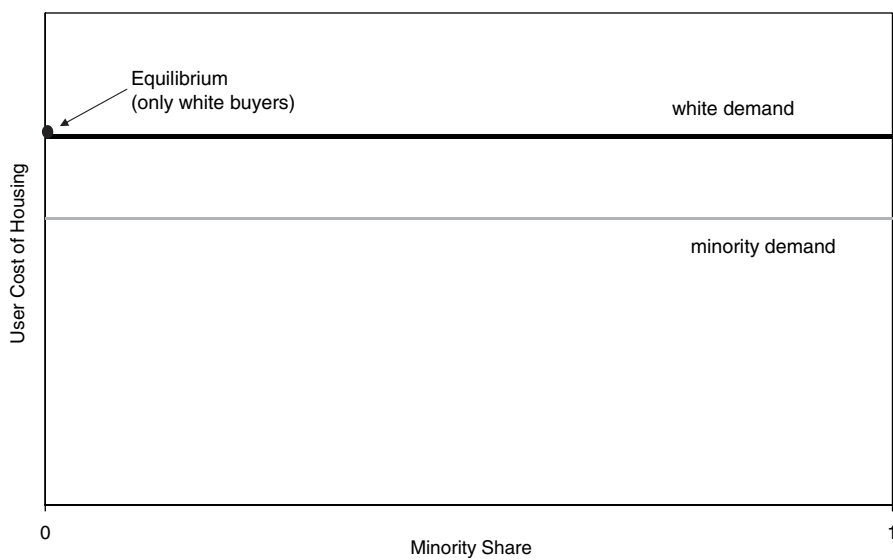 Equilibrium
(only white buyers)
white demand
minority demand
User Cost of Housing
0
1
Minority Share